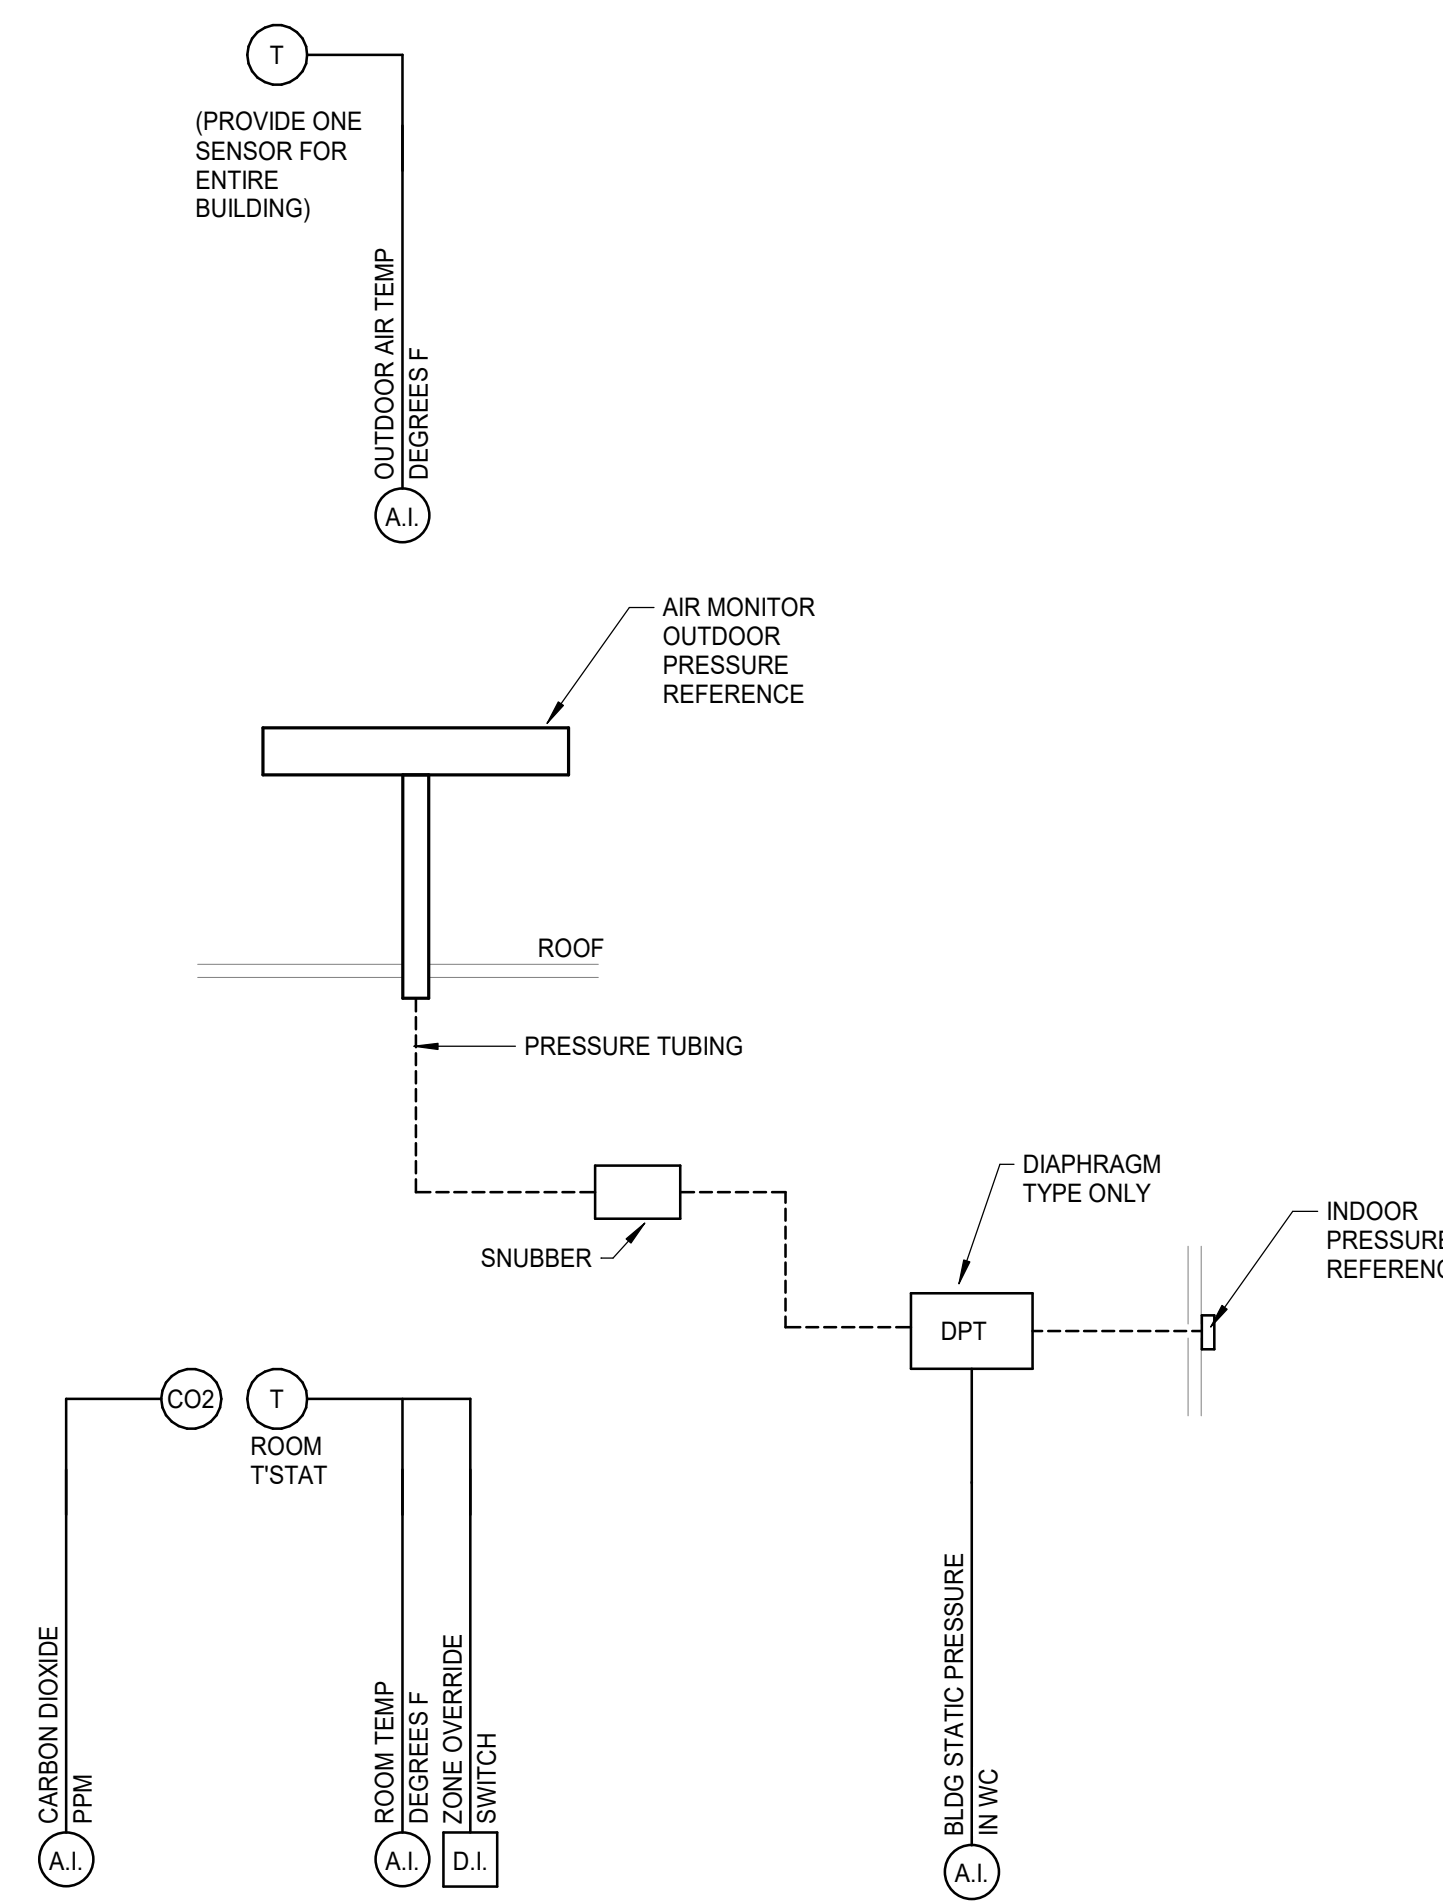 T
(PROVIDE ONE
SENSOR FOR
ENTIRE
BUILDING)
OUTDOOR AIR TEMP
DEGREES F
A.I.
AIR MONITOR
OUTDOOR
PRESSURE
REFERENCE
ROOF
PRESSURE TUBING
SNUBBER
DIAPHRAGM
TYPE ONLY
INDOOR
PRESSURE
REFERENC
DPT
CO2
T
ROOM
T'STAT
CARBON DIOXIDE
PPM
ROOM TEMP
DEGREES F
ZONE OVERRIDE
SWITCH
BLDG STATIC PRESSURE
IN WC
A.I.
A.I.
D.I.
A.I.